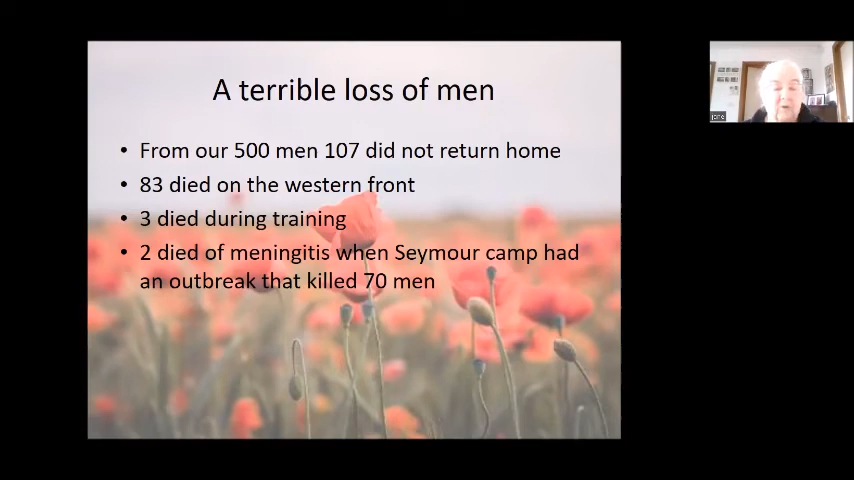 A terrible loss of men
• From our 500 men 107 did not return home
• 83 died on the western front
• 3 died during training
• 2 died of meningitis when Seymour camp had
an outbreak that killed 70 men
jane